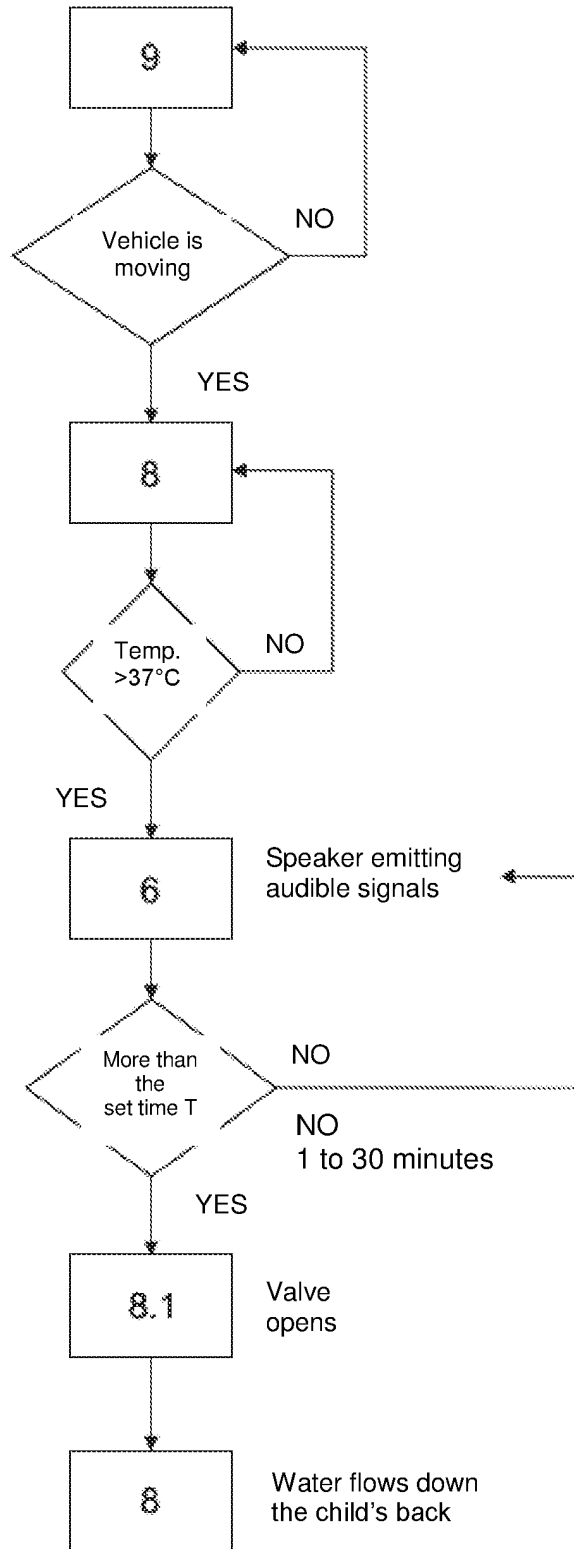 9
Vehicle is
moving
NO
YES
8
Temp.
>37°C
NO
YES
6
Speaker emitting
audible signals
More than
the
set time T
NO
NO
1 to 30 minutes
YES
8.1
Valve
opens
8
Water flows down
the child's back